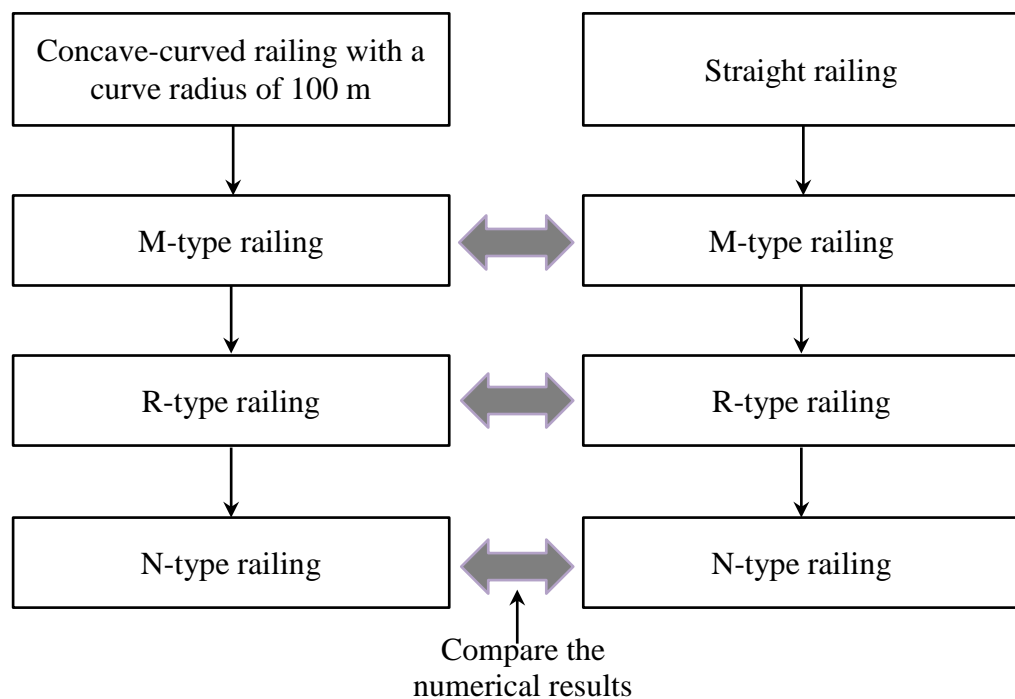 Concave-curved railing with a
curve radius of 100 m
Straight railing
M-type railing
M-type railing
R-type railing
R-type railing
N-type railing
N-type railing
Compare the
numerical results